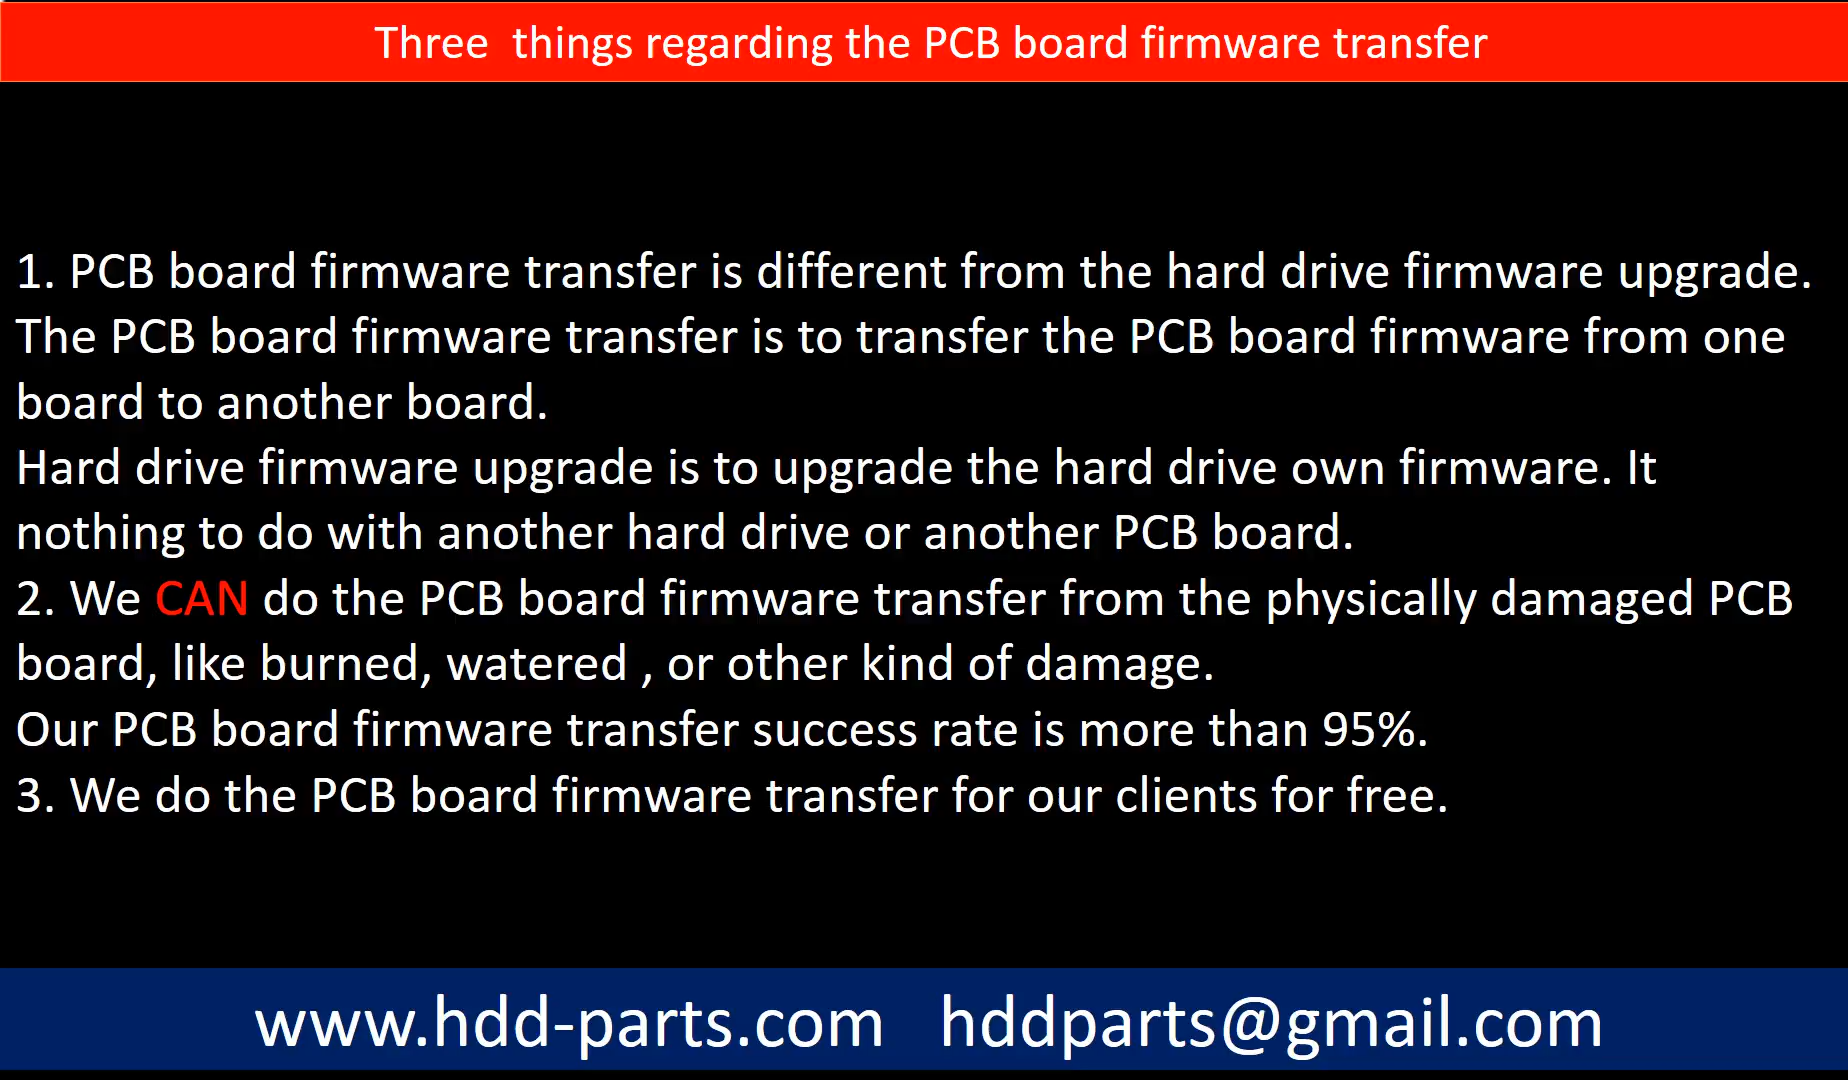 Three  things regarding the PCB board firmware transfer
1. PCB board firmware transfer is different from the hard drive firmware upgrade.
The PCB board firmware transfer is to transfer the PCB board firmware from one
board to another board.
Hard drive firmware upgrade is to upgrade the hard drive own firmware. It
nothing to do with another hard drive or another PCB board.
2. We CAN do the PCB board firmware transfer from the physically damaged PCB
board, like burned, watered , or other kind of damage.
Our PCB board firmware transfer success rate is more than 95%.
3. We do the PCB board firmware transfer for our clients for free.
www.hdd-parts.com   hddparts@gmail.com